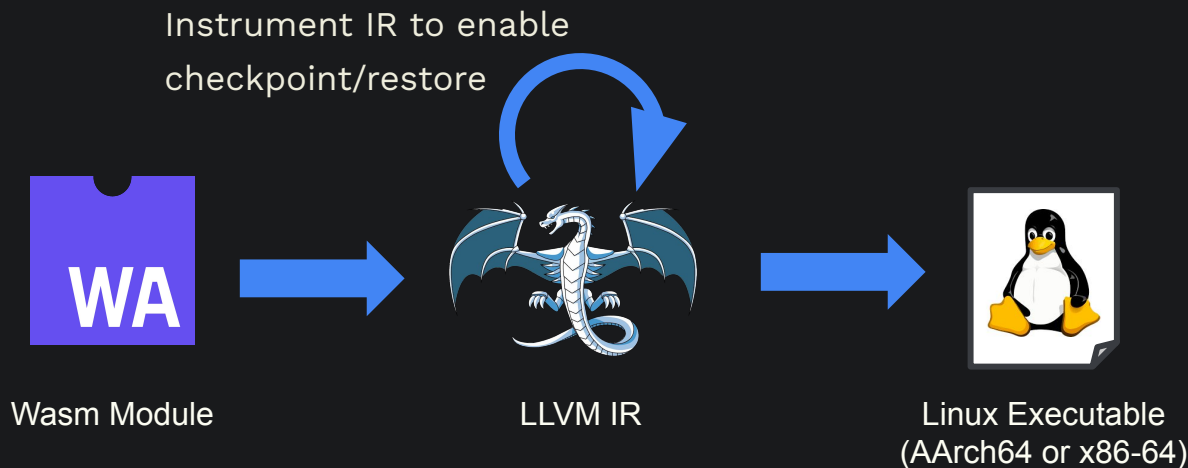 Instrument IR to enable
checkpoint/restore
WA
Wasm Module
LLVM IR
Linux Executable
(AArch64 or x86-64)